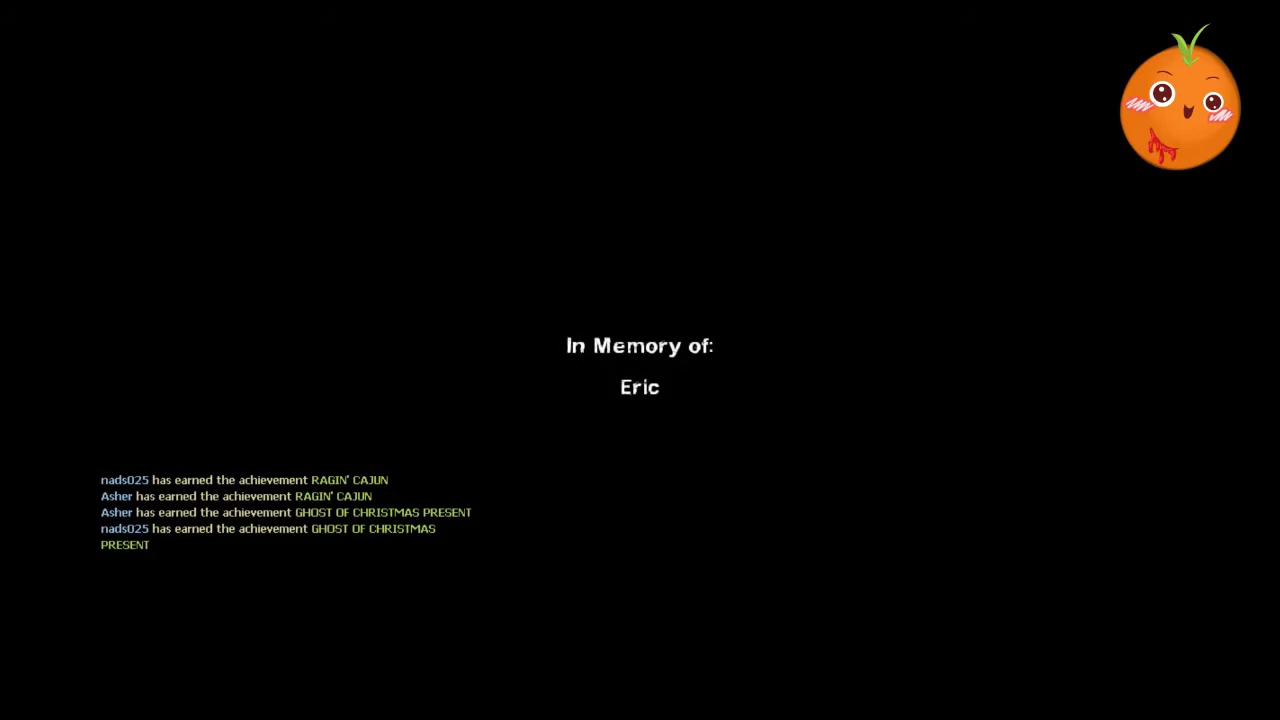 In Memory of:
Eric
nads025 has earned the achievement RAGIN' CAJUN
Asher has earned the achievement RAGIN' CAJUN
Asher has earned the achievement GHOST OF CHRISTMAS PRESENT
nads025 has earned the achievement GHOST OF CHRISTMAS
PRESENT